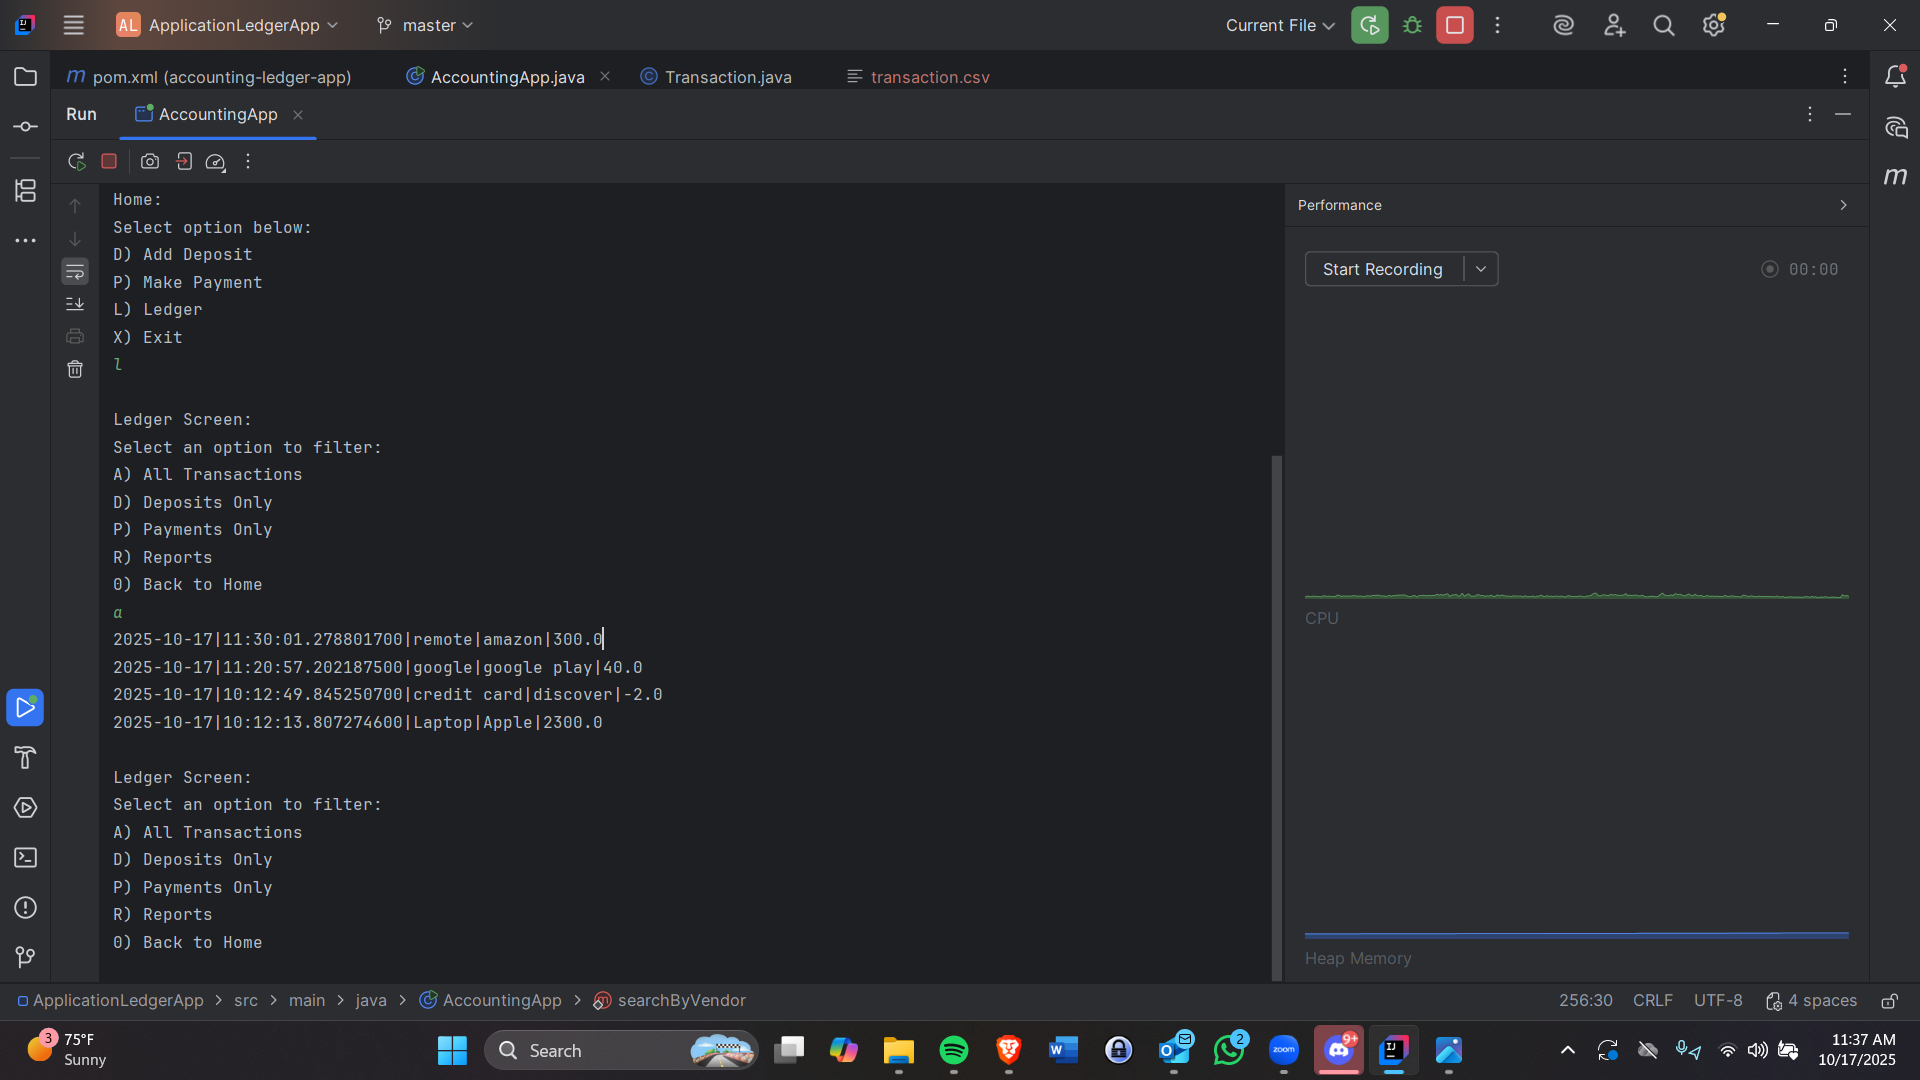 AL ApplicationLedgerApp master Current File
pom.xml (accounting-ledger-app) AccountingApp.java Transaction.java transaction.csv
Run AccountingApp
Home:
Select option below:
D) Add Deposit
P) Make Payment
L) Ledger
X) Exit
l
Ledger Screen:
Select an option to filter:
A) All Transactions
D) Deposits Only
P) Payments Only
R) Reports
0) Back to Home
a
2025-10-17|11:30:01.278801700|remote|amazon|300.0
2025-10-17|11:20:57.202187500|google|google play|40.0
2025-10-17|10:12:49.845250700|credit card|discover|-2.0
2025-10-17|10:12:13.807274600|Laptop|Apple|2300.0
Ledger Screen:
Select an option to filter:
A) All Transactions
D) Deposits Only
P) Payments Only
R) Reports
0) Back to Home
Performance
Start Recording 00:00
CPU
Heap Memory
ApplicationLedgerApp > src > main > java > AccountingApp > searchByVendor 256:30 CRLF UTF-8 4 spaces
3 75°F
Sunny
Search
2
zoom
9+
11:37 AM
10/17/2025